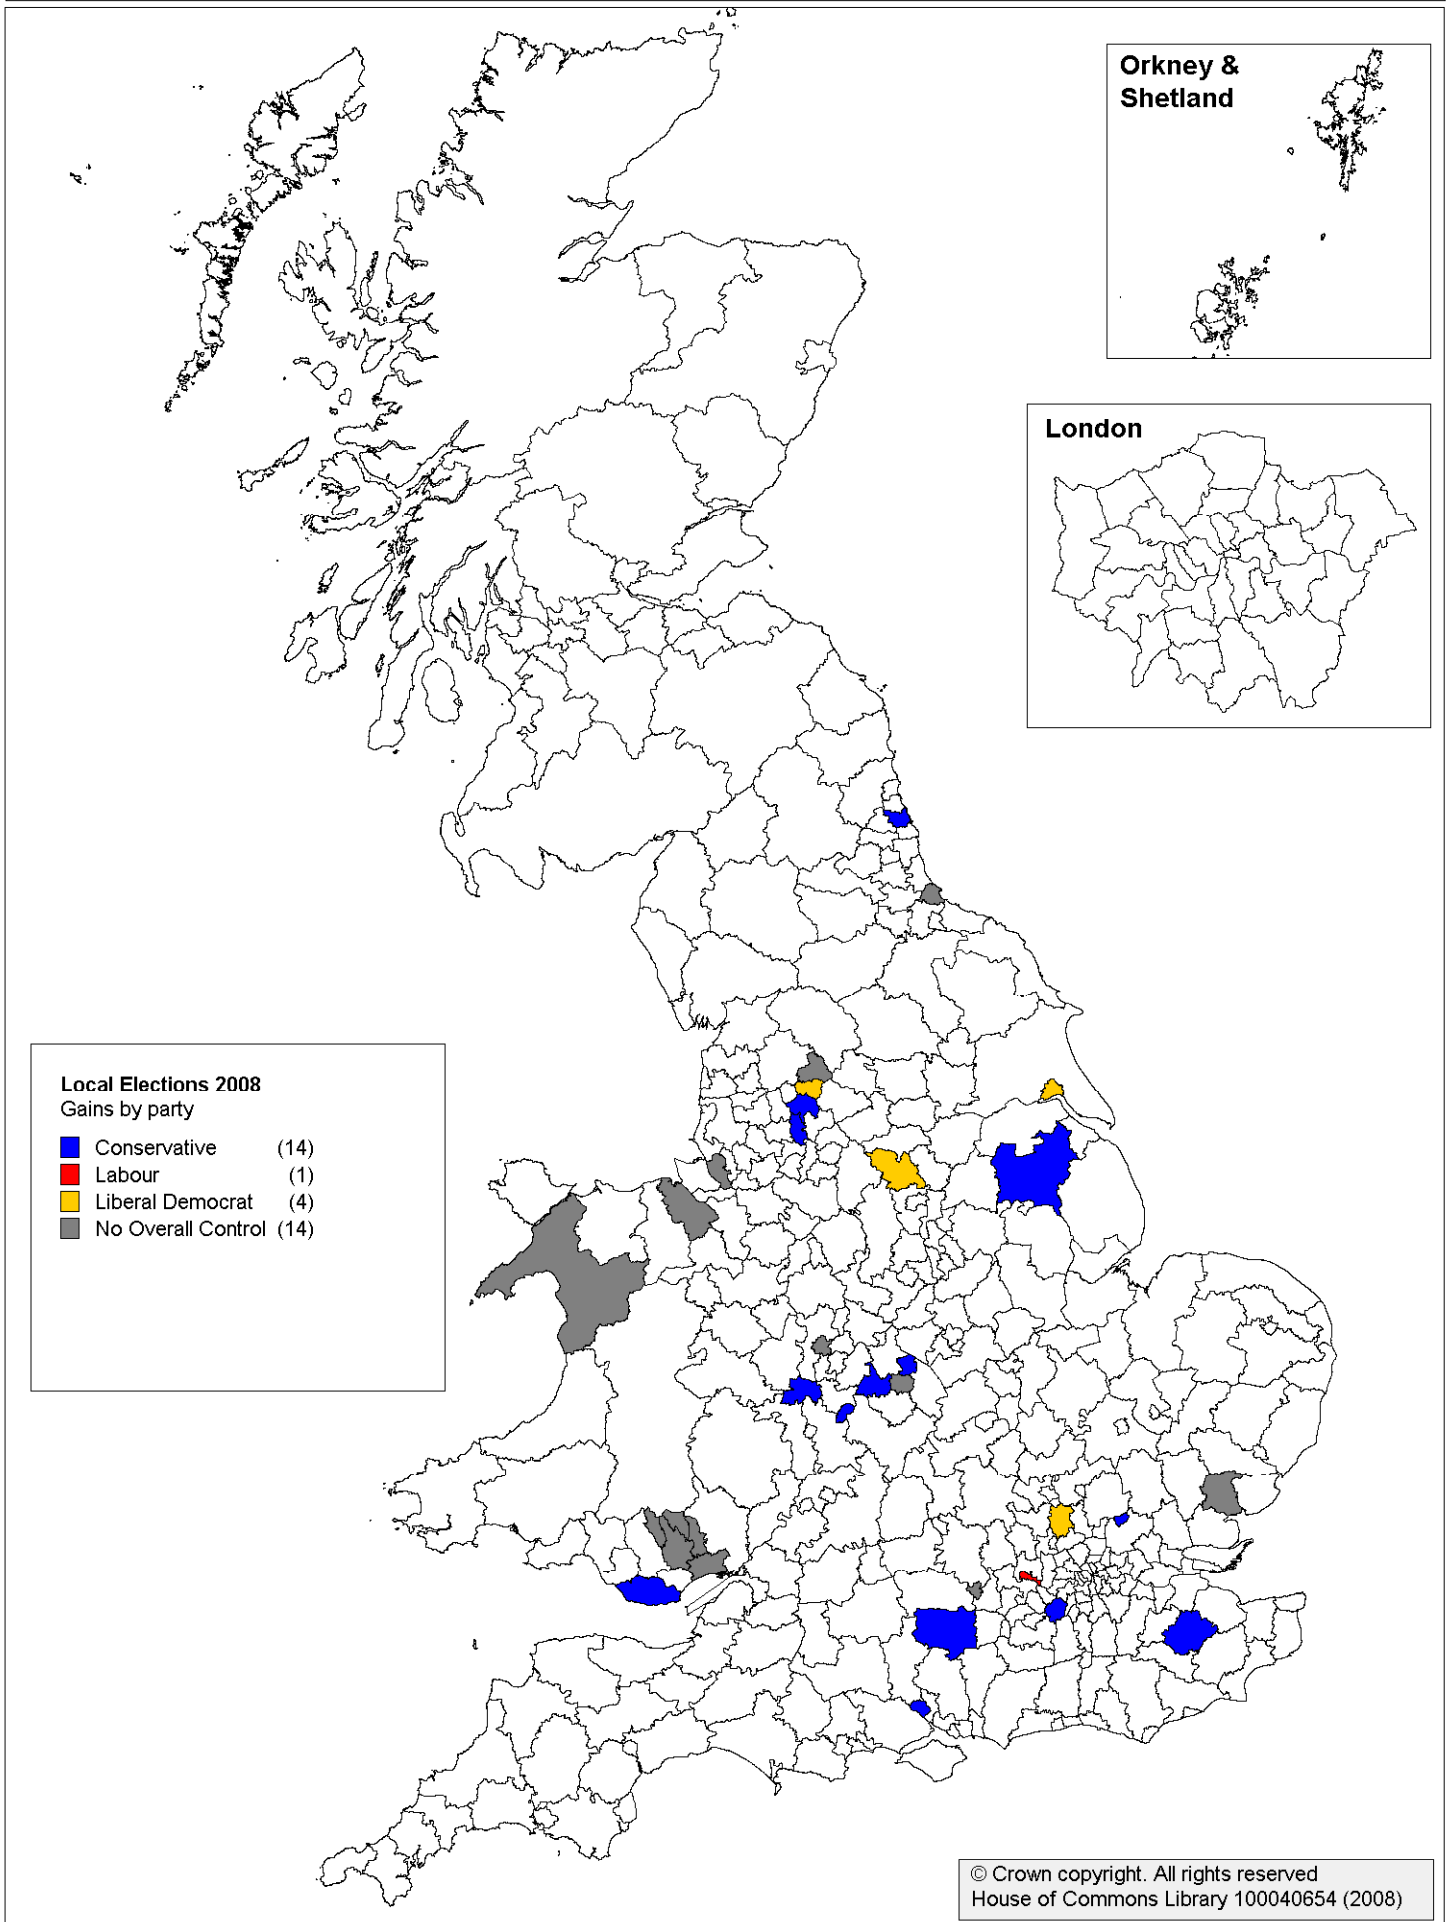 Orkney &
Shetland
London
Local Elections 2008
Gains by party
Conservative (14)
Labour (1)
Liberal Democrat (4)
No Overall Control (14)
© Crown copyright. All rights reserved
House of Commons Library 100040654 (2008)